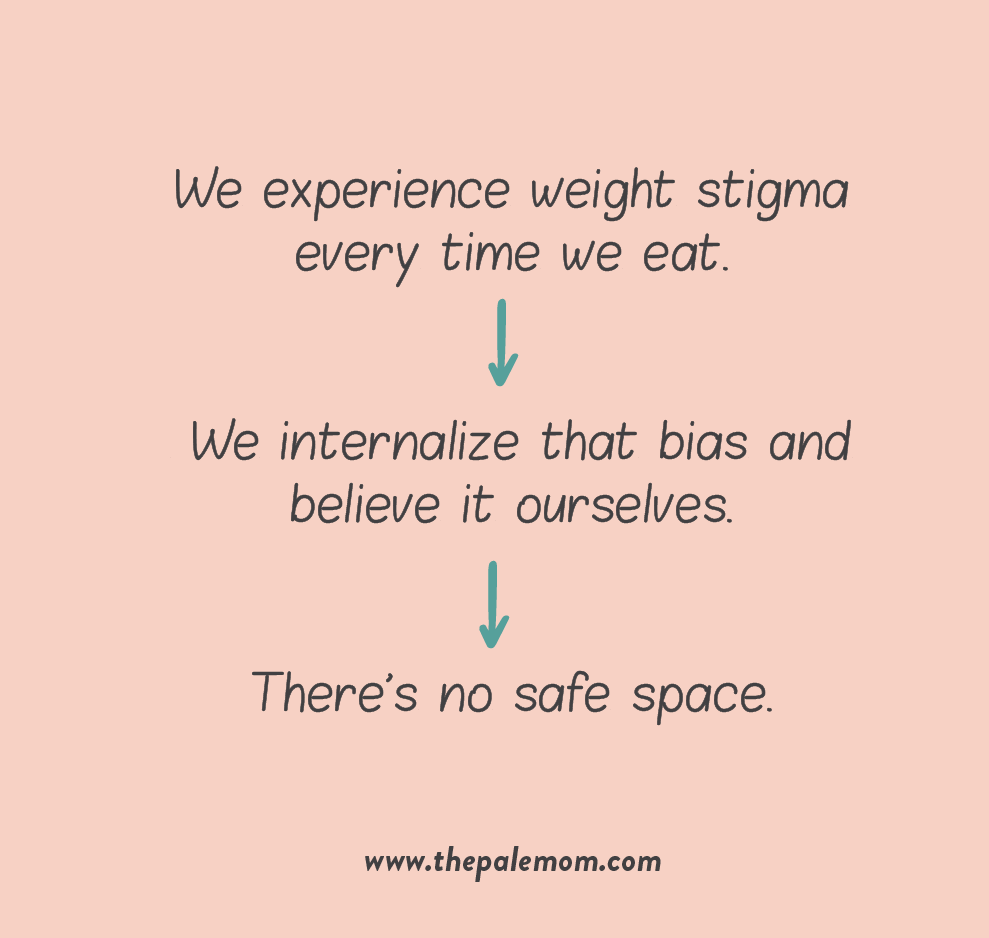 We experience weight stigma
every time we eat.
We internalize that bias and
believe it ourselves.
There's no safe space.
www.thepalemom.com